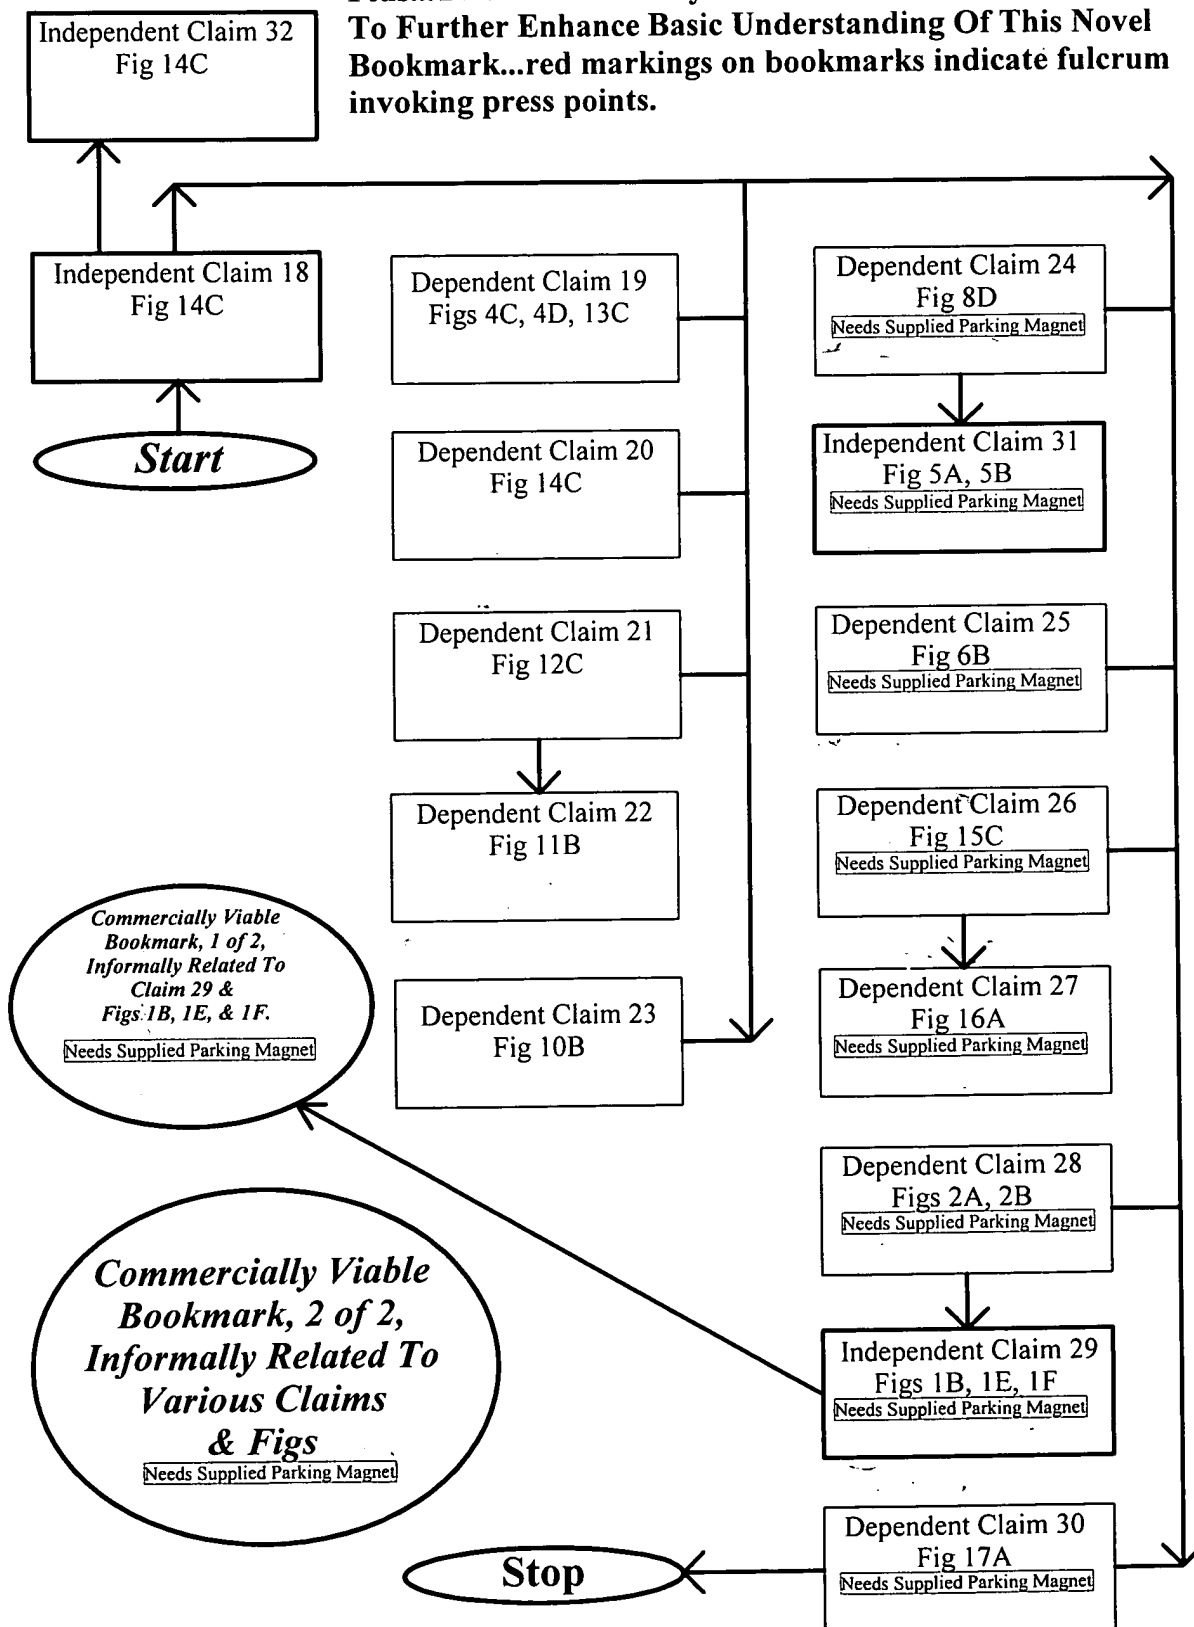 To Further Enhance Basic Understanding Of This Novel
Bookmark...red markings on bookmarks indicate fulcrum
invoking press points.
Independent Claim 32
Fig 14C
Independent Claim 18
Fig 14C
Start
Dependent Claim 19
Figs 4C, 4D, 13C
Dependent Claim 20
Fig 14C
Dependent Claim 21
Fig 12C
Dependent Claim 22
Fig 11B
Dependent Claim 23
Fig 10B
Dependent Claim 24
Fig 8D
Needs Supplied Parking Magnet
Independent Claim 31
Fig 5A, 5B
Needs Supplied Parking Magnet
Dependent Claim 25
Fig 6B
Needs Supplied Parking Magnet
Dependent Claim 26
Fig 15C
Needs Supplied Parking Magnet
Dependent Claim 27
Fig 16A
Needs Supplied Parking Magnet
Dependent Claim 28
Figs 2A, 2B
Needs Supplied Parking Magnet
Independent Claim 29
Figs 1B, 1E, 1F
Needs Supplied Parking Magnet
Dependent Claim 30
Fig 17A
Needs Supplied Parking Magnet
Commercially Viable
Bookmark, 1 of 2,
Informally Related To
Claim 29 &
Figs 1B, 1E, & 1F.
Needs Supplied Parking Magnet
Commercially Viable
Bookmark, 2 of 2,
Informally Related To
Various Claims
& Figs
Needs Supplied Parking Magnet
Stop